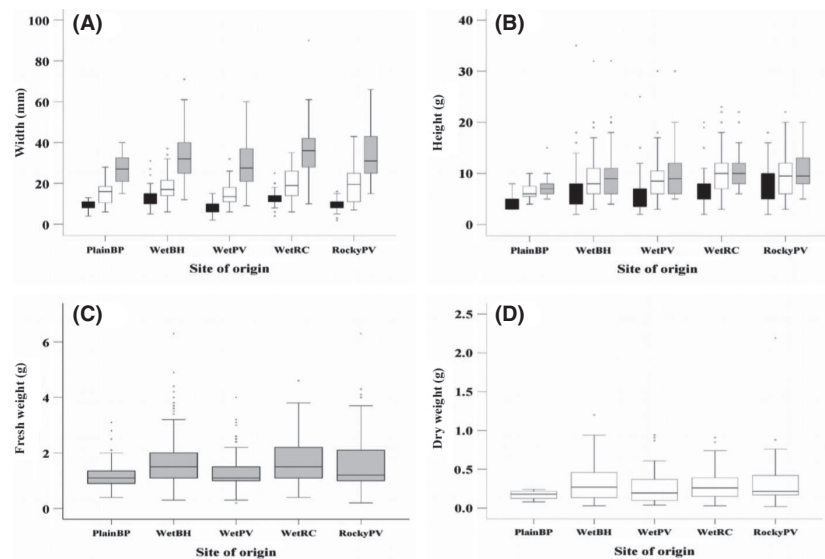 (A)
100
80
60
40
20
0
Width (mm)
PlainBP WetBH WetPV WetRC RockyPV
Site of origin
(B)
40
30
20
10
0
Height (g)
PlainBP WetBH WetPV WetRC RockyPV
Site of origin
(C)
6
4
2
0
Fresh weight (g)
PlainBP WetBH WetPV WetRC RockyPV
Site of origin
(D)
2.5
2.0
1.5
1.0
0.5
0.0
Dry weight (g)
PlainBP WetBH WetPV WetRC RockyPV
Site of origin